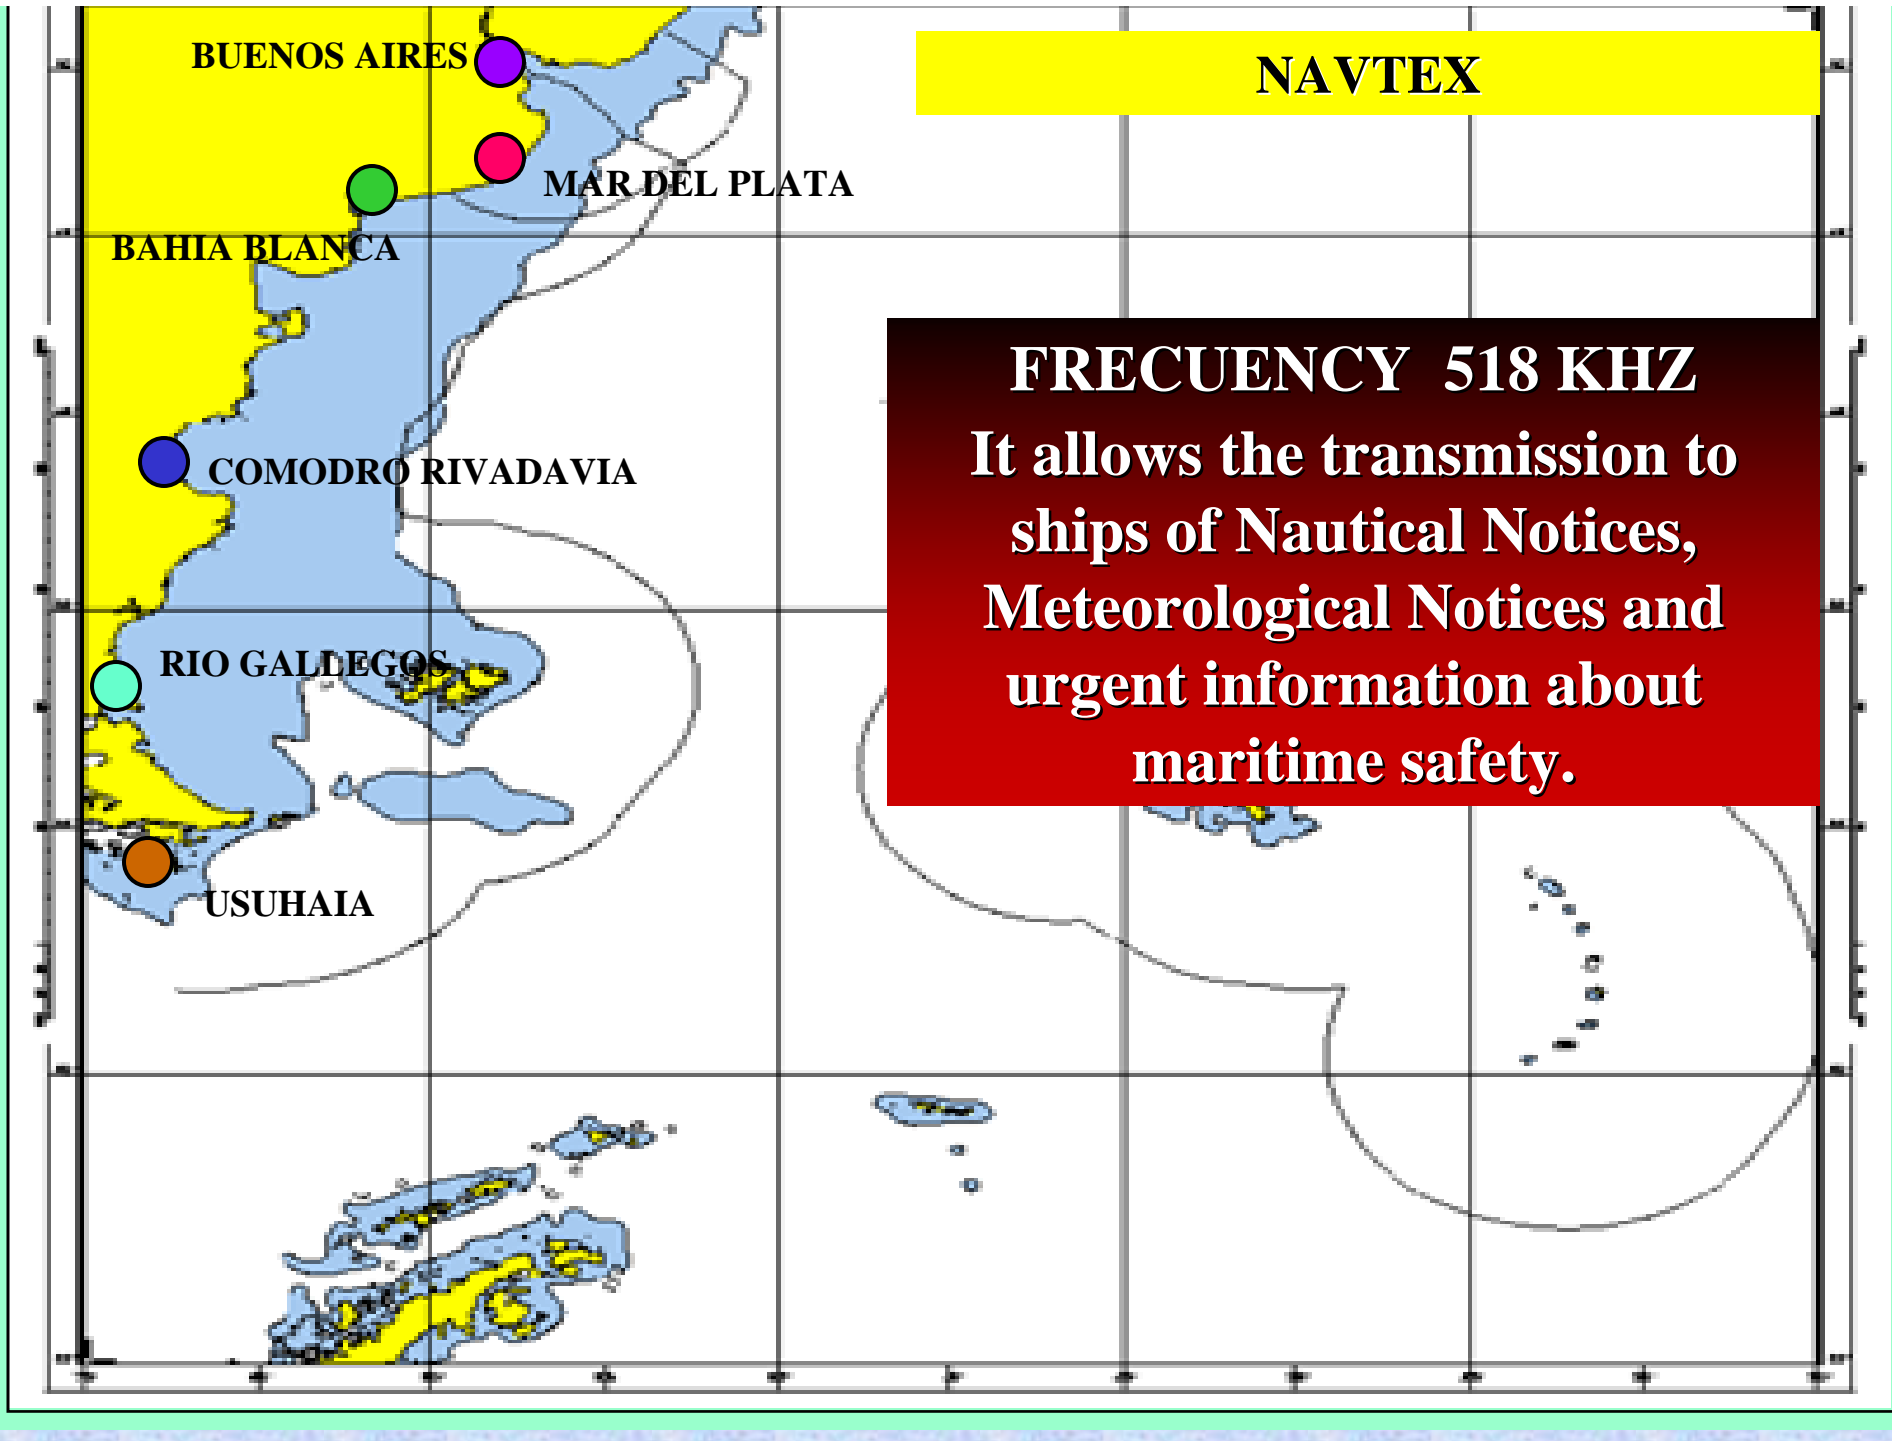 BUENOS AIRES
NAVTEX
MAR DEL PLATA
BAHIA BLANCA
FRECUENCY 518 KHZ
It allows the transmission to
ships of Nautical Notices,
Meteorological Notices and
urgent information about
maritime safety.
COMODRO RIVADAVIA
RIO GALLEGOS
USUHAIA